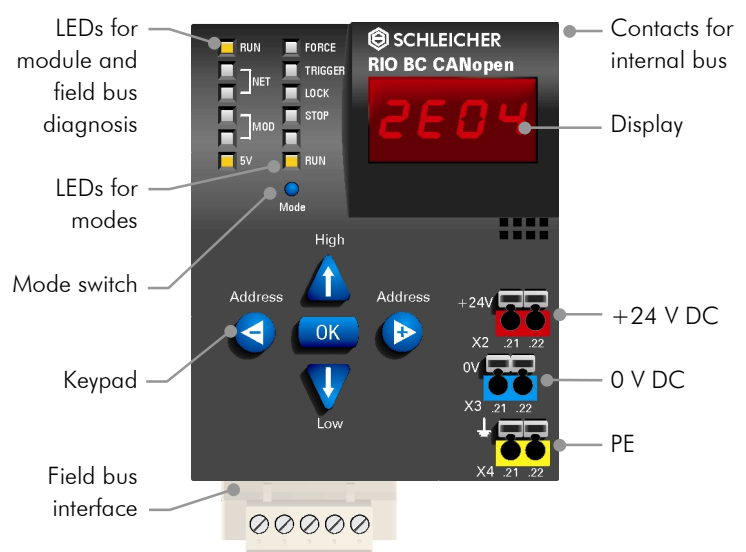 LEDs for
module and
field bus
diagnosis
LEDs for
modes
Mode switch
Keypad
Field bus
interface
RUN
NET
MOD
5V
FORCE
TRIGGER
LOCK
STOP
RUN
Mode
SCHLEICHER
RIO BC CANopen
2E04
High
Address
Address
OK
Low
+24V
X2 .21 .22
0V
X3 .21 .22
X4 .21 .22
Contacts for
internal bus
Display
+24 V DC
0 V DC
PE